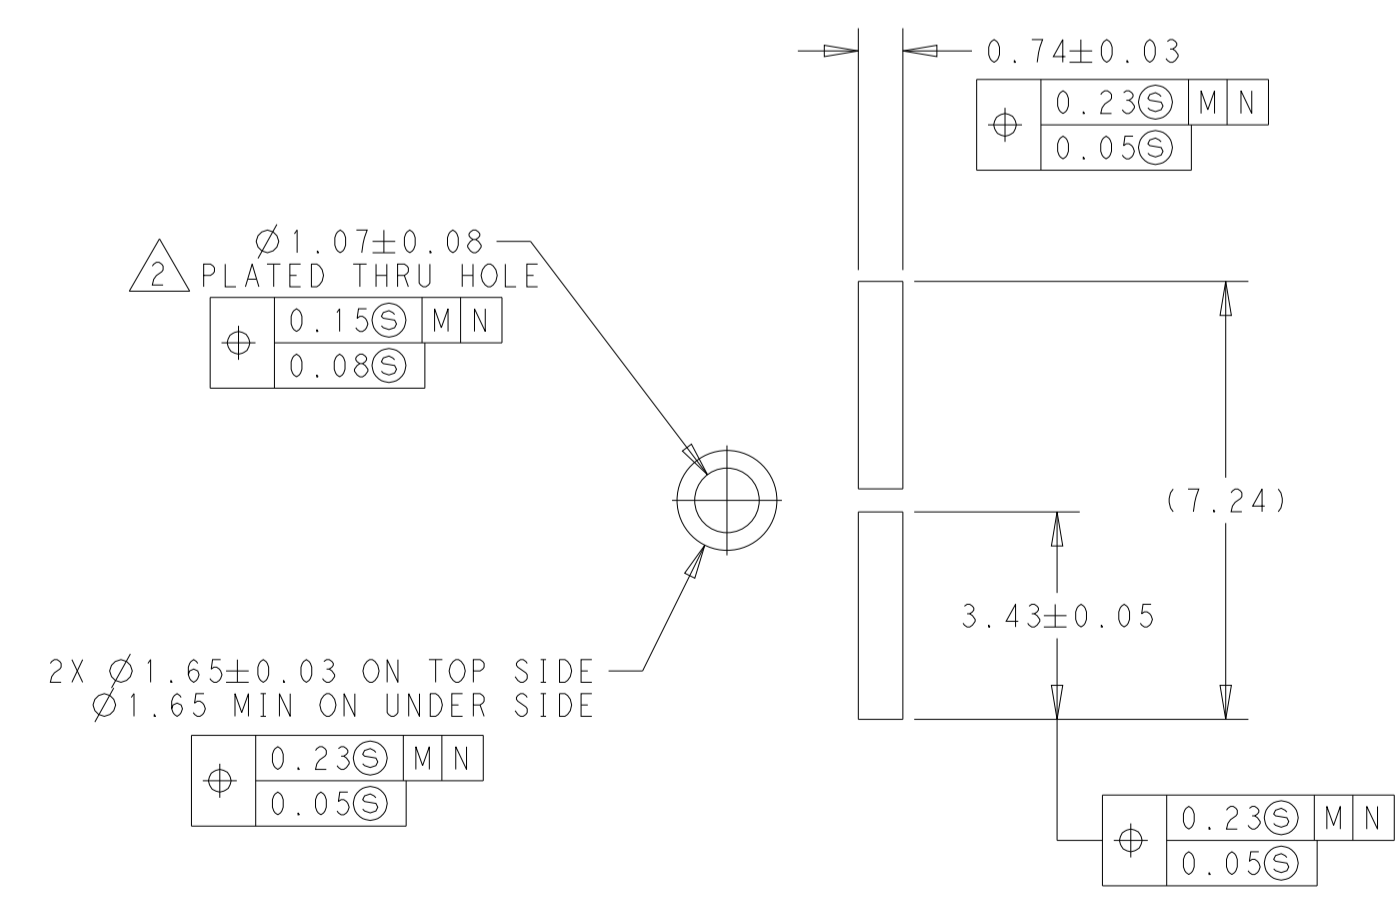 0.74±0.03
⌖ 0.23Ⓢ M N
0.05Ⓢ
Ø1.07±0.08
2 PLATED THRU HOLE
⌖ 0.15Ⓢ M N
0.08Ⓢ
(7.24)
3.43±0.05
2X Ø1.65±0.03 ON TOP SIDE
Ø1.65 MIN ON UNDER SIDE
⌖ 0.23Ⓢ M N
0.05Ⓢ
⌖ 0.23Ⓢ M N
0.05Ⓢ